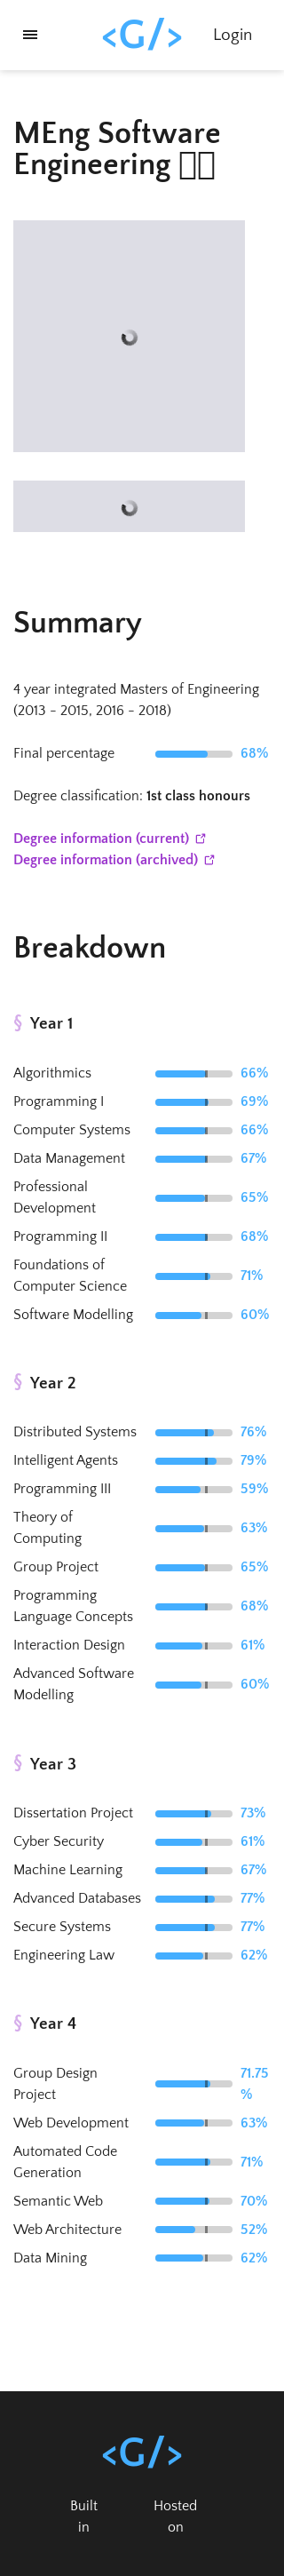 <G/>
Login
MEng Software
Engineering
Summary
4 year integrated Masters of Engineering
(2013 - 2015, 2016 - 2018)
Final percentage 68%
Degree classification: 1st class honours
Degree information (current)
Degree information (archived)
Breakdown
§ Year 1
Algorithmics 66%
Programming I 69%
Computer Systems 66%
Data Management 67%
Professional
Development 65%
Programming II 68%
Foundations of
Computer Science 71%
Software Modelling 60%
§ Year 2
Distributed Systems 76%
Intelligent Agents 79%
Programming III 59%
Theory of
Computing 63%
Group Project 65%
Programming
Language Concepts 68%
Interaction Design 61%
Advanced Software
Modelling 60%
§ Year 3
Dissertation Project 73%
Cyber Security 61%
Machine Learning 67%
Advanced Databases 77%
Secure Systems 77%
Engineering Law 62%
§ Year 4
Group Design 71.75
Project %
Web Development 63%
Automated Code
Generation 71%
Semantic Web 70%
Web Architecture 52%
Data Mining 62%
<G/>
Built Hosted
in on